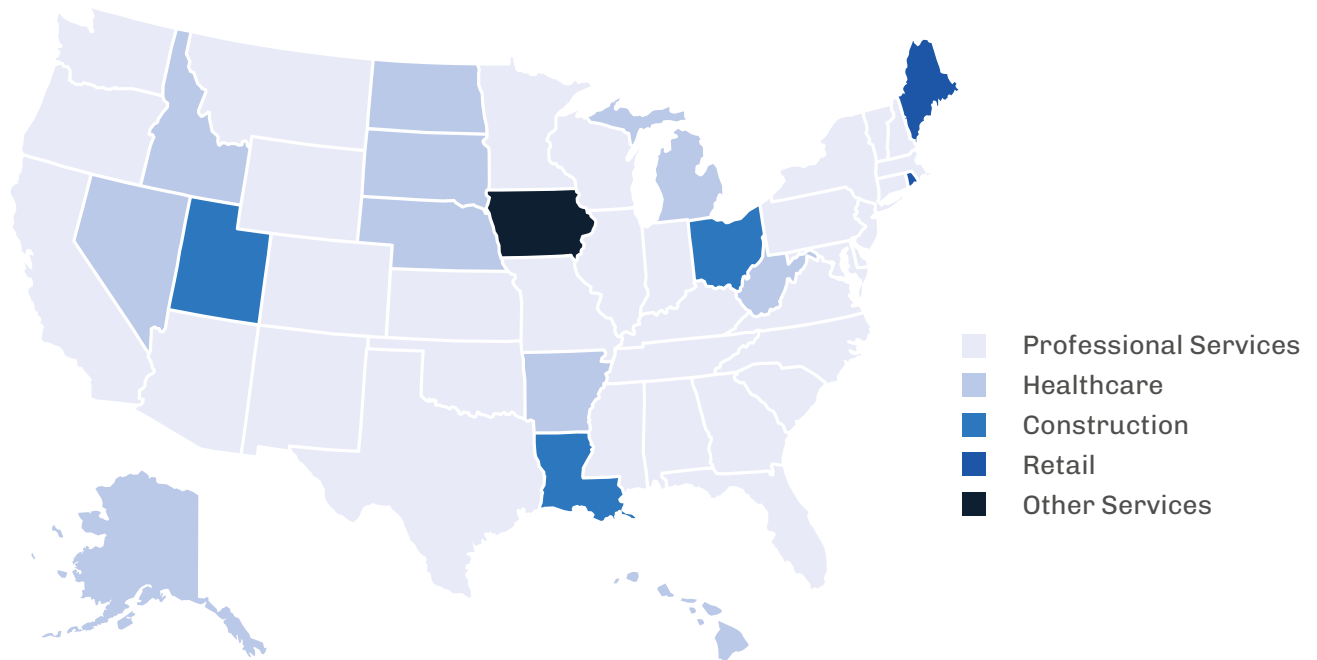 Professional Services
Healthcare
Construction
Retail
Other Services